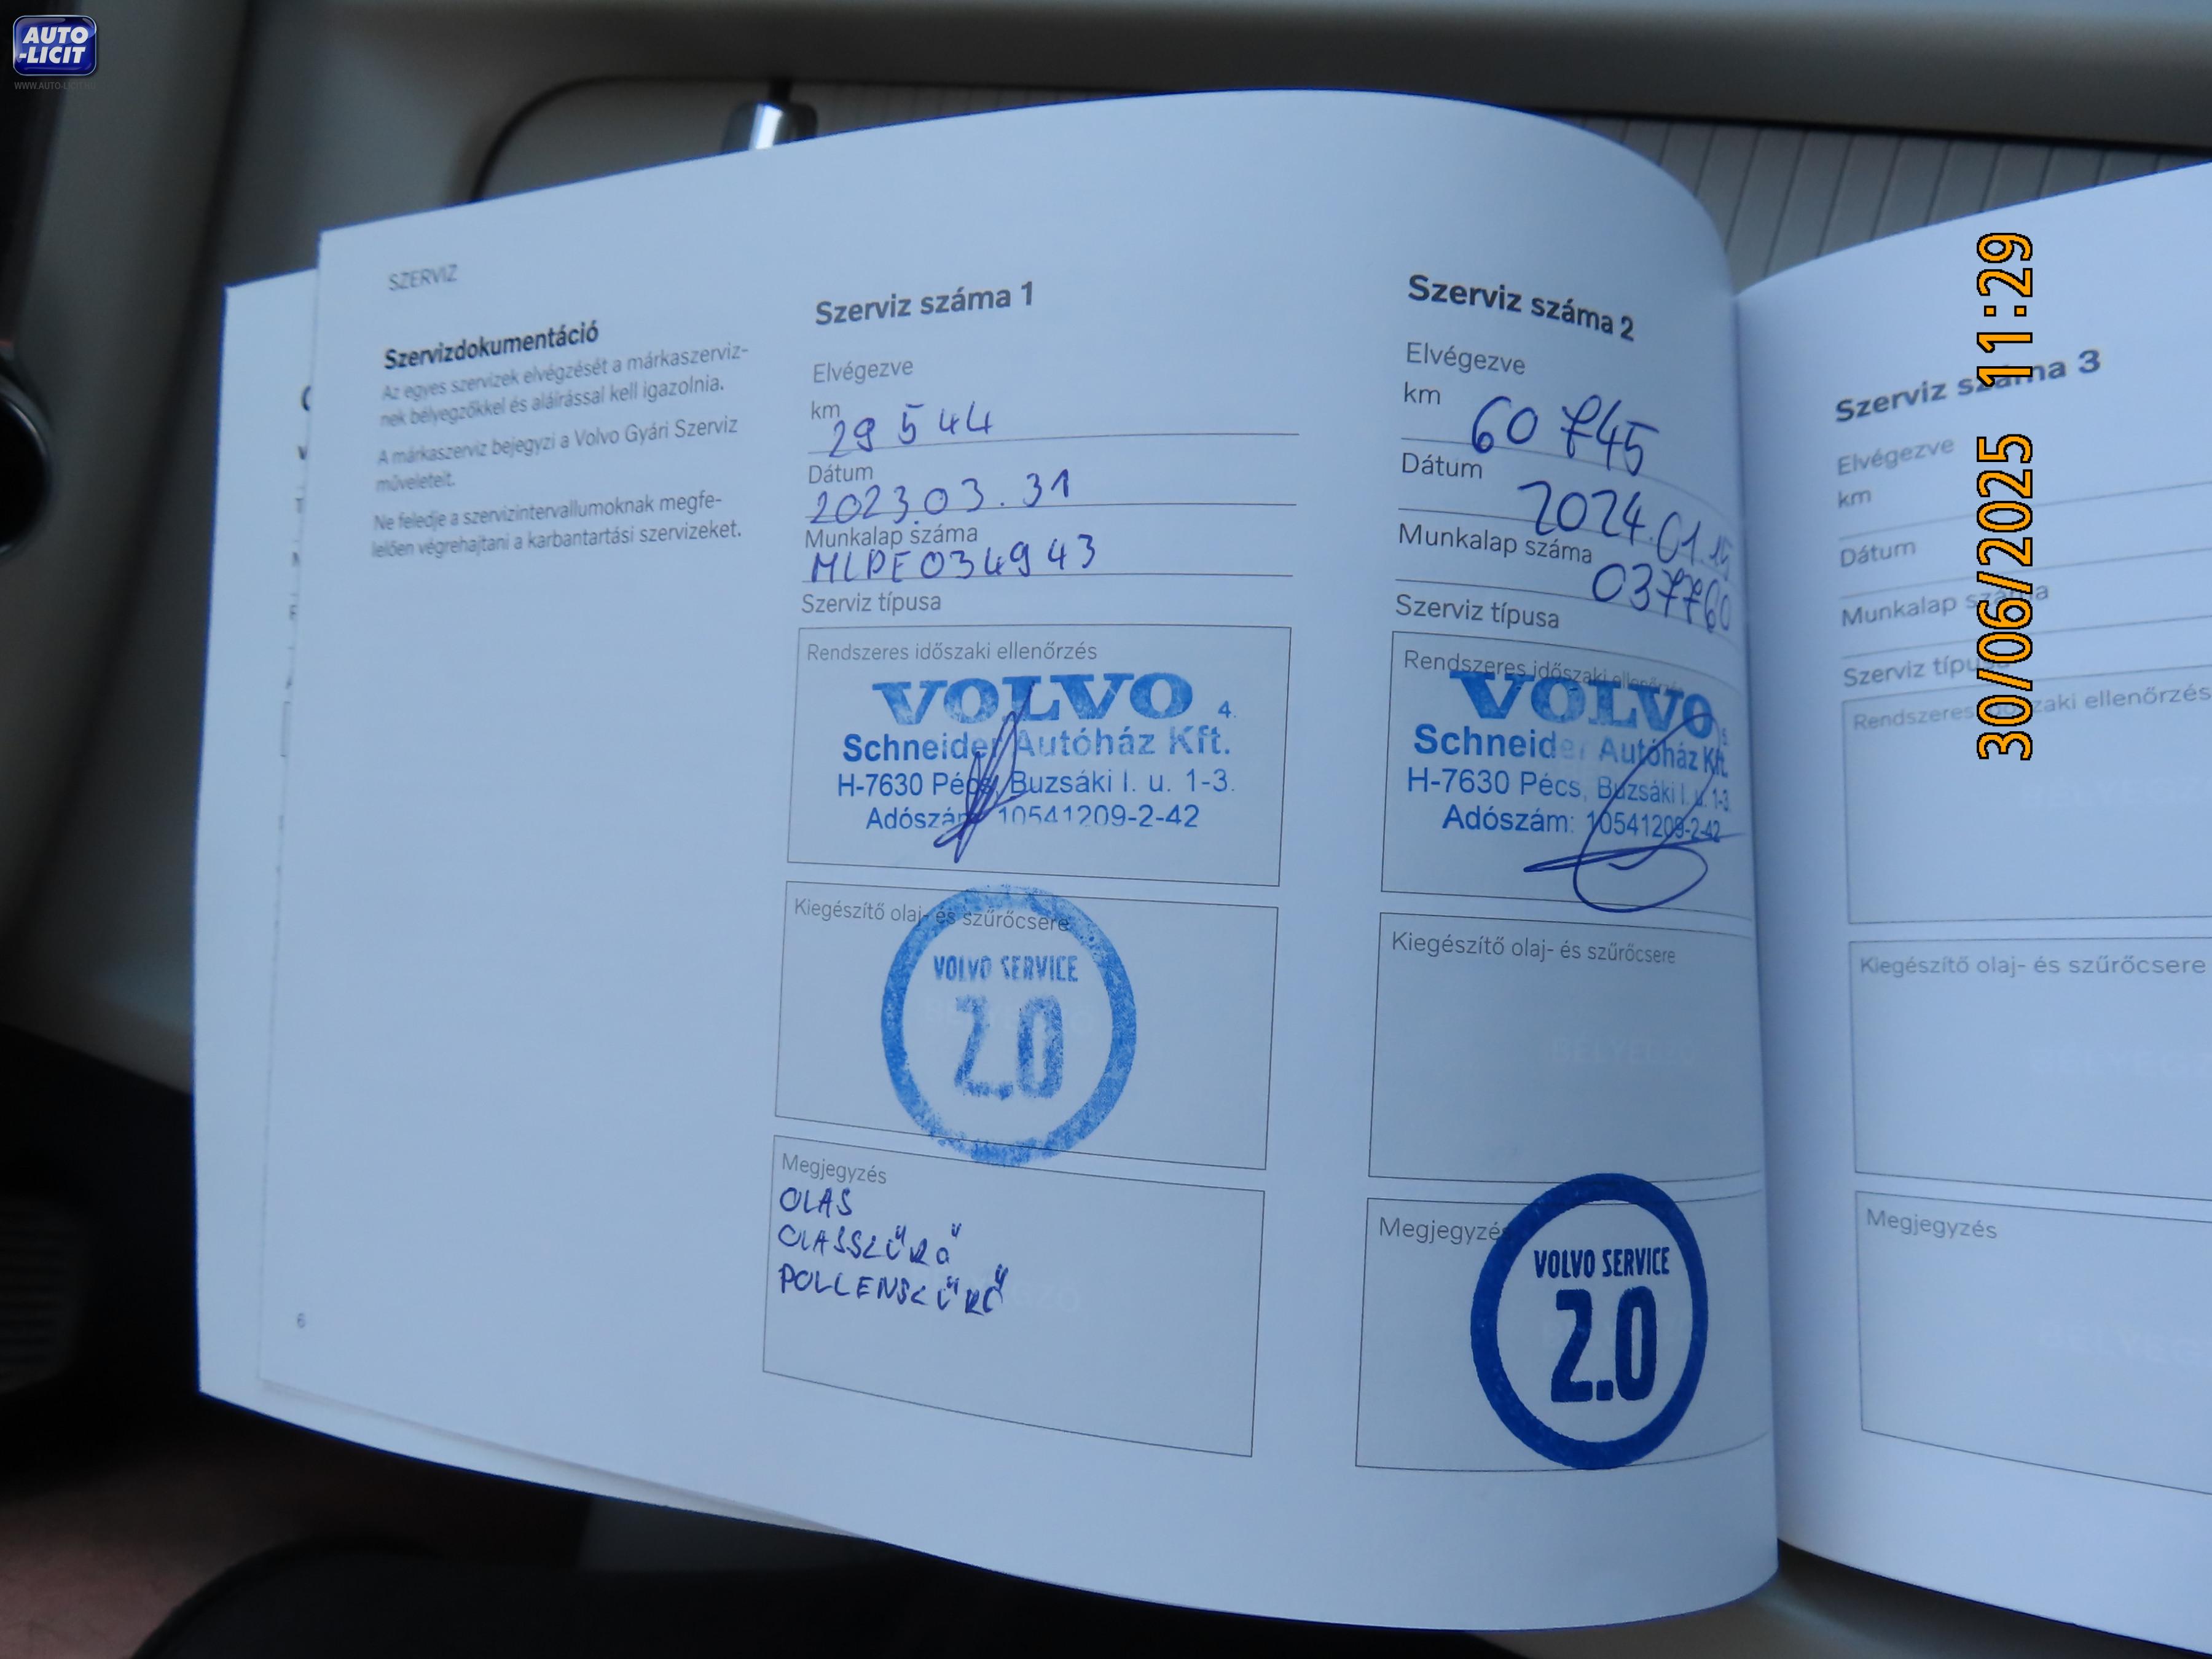 AUTO
-LICIT
SZERVIZ
Szervizdokumentáció
Az egyes szervizek elvégzését a márkaszerviz-
nek bélyegzőkkel és aláírással kell igazolnia.
A márkaszerviz bejegyzi a Volvo Gyári Szerviz
műveleteit.
Ne feledje a szervizintervallumoknak megfe-
lelően végrehajtani a karbantartási szervizeket.
6
Szerviz száma 1
Elvégezve
km
29 544
Dátum
2023.03.31
Munkalap száma
MLPE034943
Szerviz típusa
Rendszeres időszaki ellenőrzés
VOLVO 4.
Schneider Autóház Kft.
H-7630 Pécs, Buzsáki I. u. 1-3.
Adószám: 10541209-2-42
Kiegészítő olaj- és szűrőcsere
VOLVO SERVICE
2.0
Megjegyzés
OLAS
OLASSZŰRŐ
POLLENSZŰRŐ
Szerviz száma 2
Elvégezve
km
60 745
Dátum
2024.01.15
Munkalap száma
037760
Szerviz típusa
Rendszeres időszaki ellenőrzés
VOLVO
Schneider Autóház Kft.
H-7630 Pécs, Buzsáki I. u. 1-3.
Adószám: 10541209-2-42
Kiegészítő olaj- és szűrőcsere
Megjegyzés
VOLVO SERVICE
2.0
Szerviz száma 3
Elvégezve
km
Dátum
Munkalap száma
Szerviz típusa
Rendszeres időszaki ellenőrzés
Kiegészítő olaj- és szűrőcsere
Megjegyzés
30/06/2025 11:29